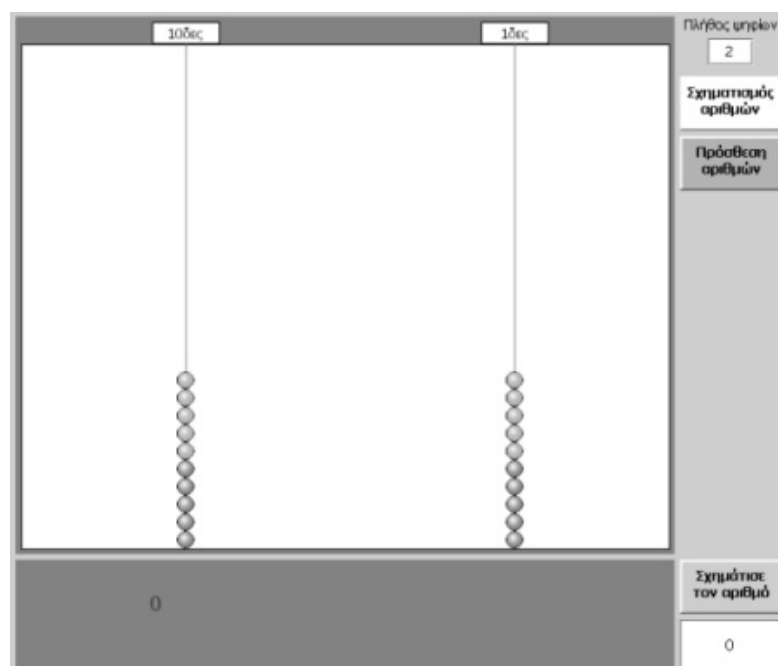 10δες
1δες
Πλήθος ψηφίων
2
Σχηματισμός
αριθμών
Πρόσθεση
αριθμών
0
Σχημάτισε
τον αριθμό
0